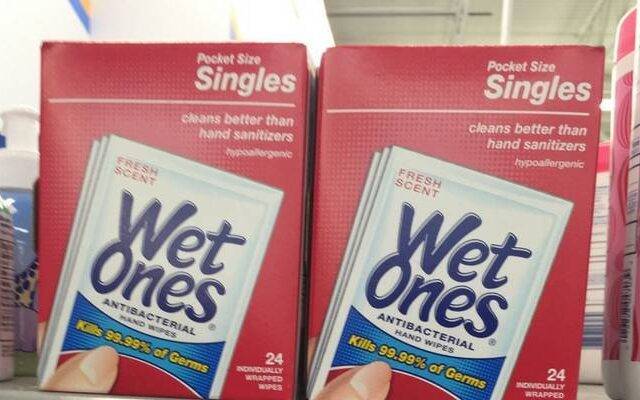 Pocket Size
Singles
cleans better than
hand sanitizers
hypoallergenic
FRESH
SCENT
Wet
Ones
®
ANTIBACTERIAL
HAND WIPES
Kills 99.99% of Germs
24
INDIVIDUALLY
WRAPPED
WIPES
Pocket Size
Singles
cleans better than
hand sanitizers
hypoallergenic
FRESH
SCENT
Wet
Ones
®
ANTIBACTERIAL
HAND WIPES
Kills 99.99% of Germs
24
INDIVIDUALLY
WRAPPED